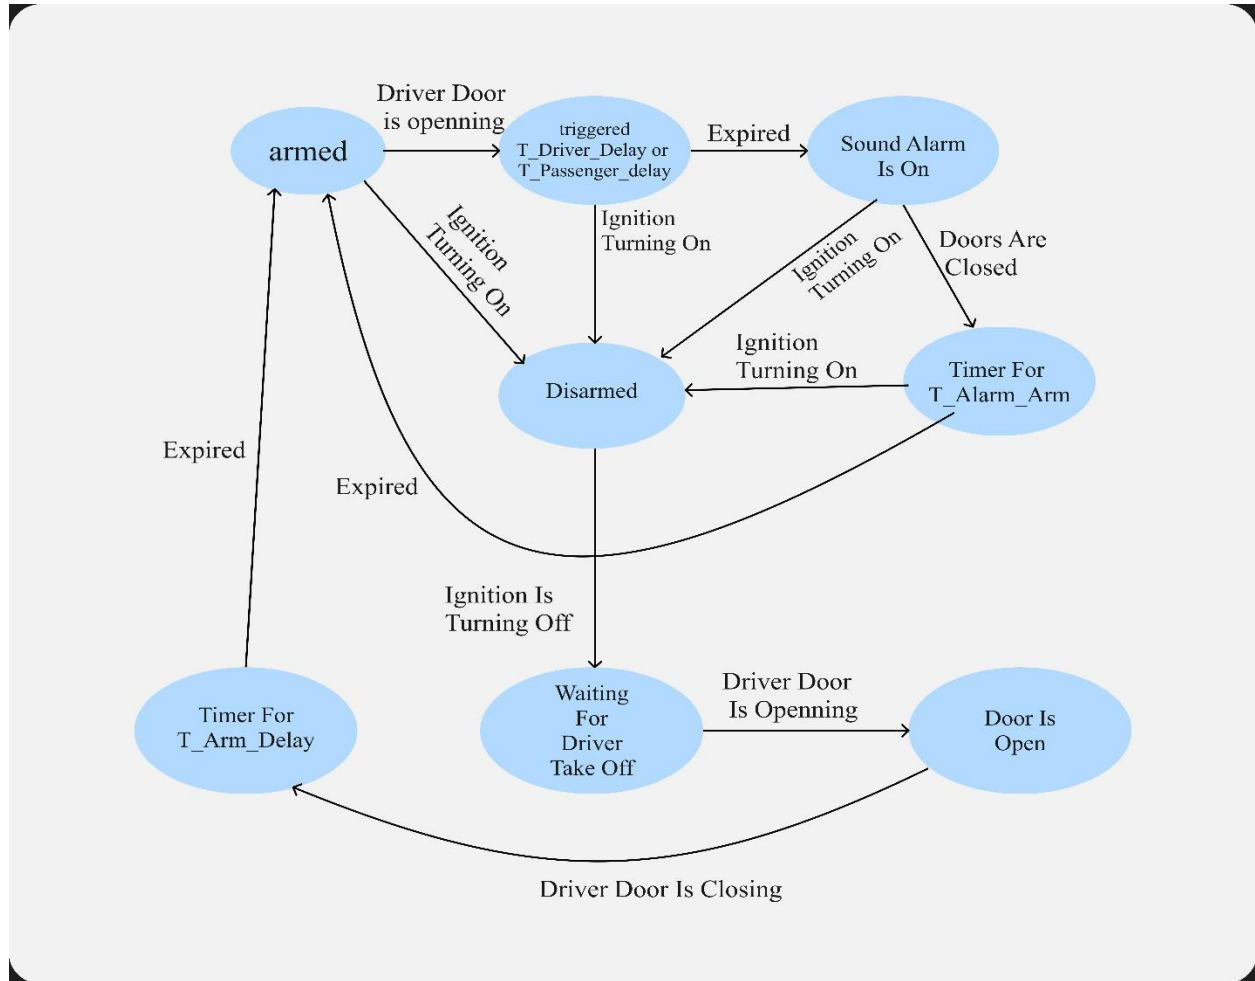 Driver Door
is openning
armed
triggered
T_Driver_Delay or
T_Passenger_delay
Expired
Sound Alarm
Is On
Ignition
Turning On
Ignition
Turning On
Ignition
Turning On
Doors Are
Closed
Ignition
Turning On
Disarmed
Timer For
T_Alarm_Arm
Expired
Expired
Ignition Is
Turning Off
Timer For
T_Arm_Delay
Waiting
For
Driver
Take Off
Driver Door
Is Openning
Door Is
Open
Driver Door Is Closing